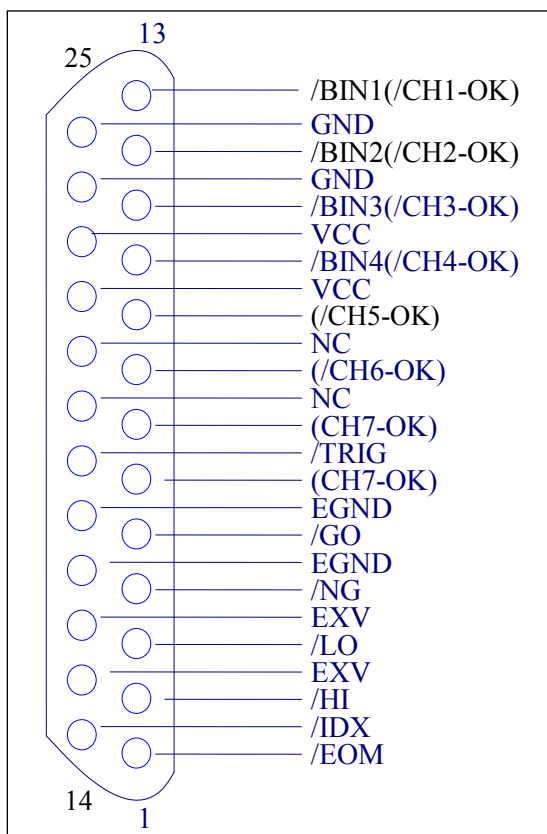 13
25
/BIN1(/CH1-OK)
GND
/BIN2(/CH2-OK)
GND
/BIN3(/CH3-OK)
VCC
/BIN4(/CH4-OK)
VCC
(/CH5-OK)
NC
(/CH6-OK)
NC
(CH7-OK)
/TRIG
(CH7-OK)
EGND
/GO
EGND
/NG
EXV
/LO
EXV
/HI
/IDX
/EOM
14
1